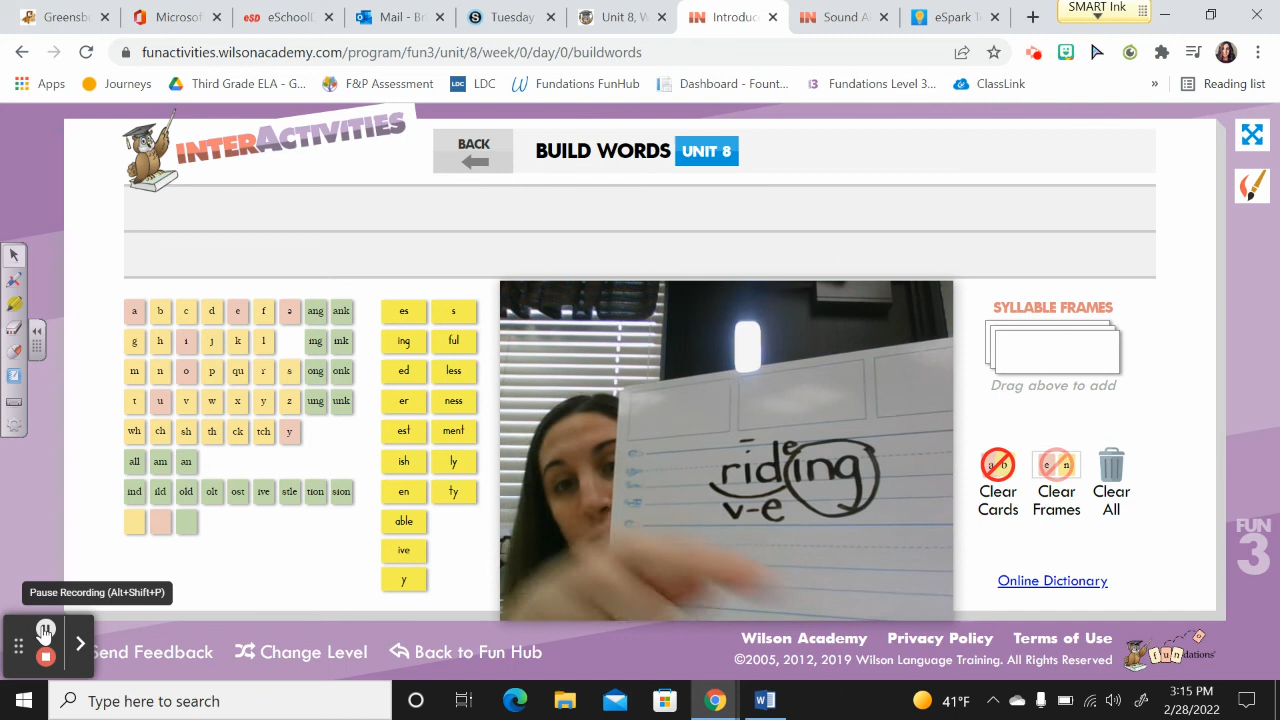 Greensb
Microsof
esD eSchoolD
Mail - Br
Tuesday
Unit 8, W
IN Introduc
IN Sound A
eSpark T
SMART Ink
funactivities.wilsonacademy.com/program/fun3/unit/8/week/0/day/0/buildwords
Apps
Journeys
Third Grade ELA - G...
F&P Assessment
LDC LDC
Fundations FunHub
Dashboard - Fount...
Fundations Level 3...
ClassLink
»
Reading list
INTERACTIVITIES
BACK
BUILD WORDS UNIT 8
a b c d e f ə ang ank
g h i j k l ing ink
m n o p qu r s ong onk
t u v w x y z ung unk
wh ch sh th ck tch y
all am an
ind ild old olt ost ive stle tion sion
es s
ing ful
ed less
er ness
est ment
ish ly
en ty
able
ive
y
e
riding
v-e
SYLLABLE FRAMES
Drag above to add
a b
e n
Clear Cards
Clear Frames
Clear All
Online Dictionary
FUN
3
Pause Recording (Alt+Shift+P)
Send Feedback
Change Level
Back to Fun Hub
Wilson Academy Privacy Policy Terms of Use
©2005, 2012, 2019 Wilson Language Training. All Rights Reserved
fundations
Type here to search
41°F
3:15 PM
2/28/2022